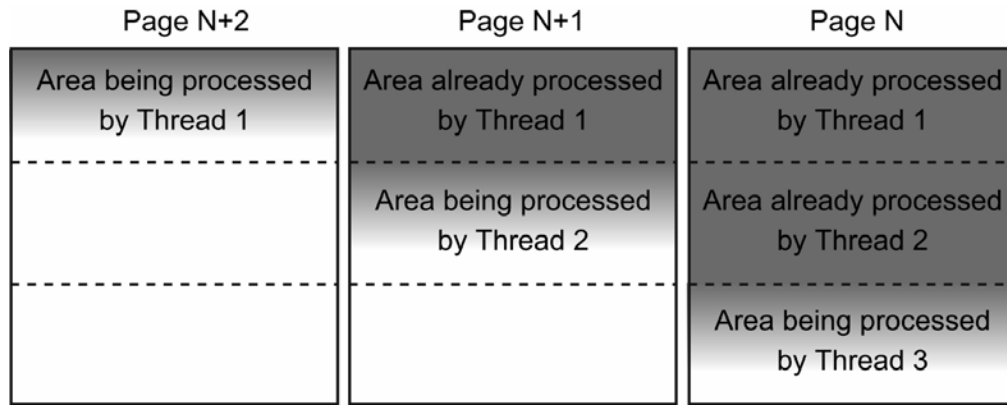 Page N+2
Page N+1
Page N
Area being processed
by Thread 1
Area already processed
by Thread 1
Area already processed
by Thread 1
Area being processed
by Thread 2
Area already processed
by Thread 2
Area being processed
by Thread 3